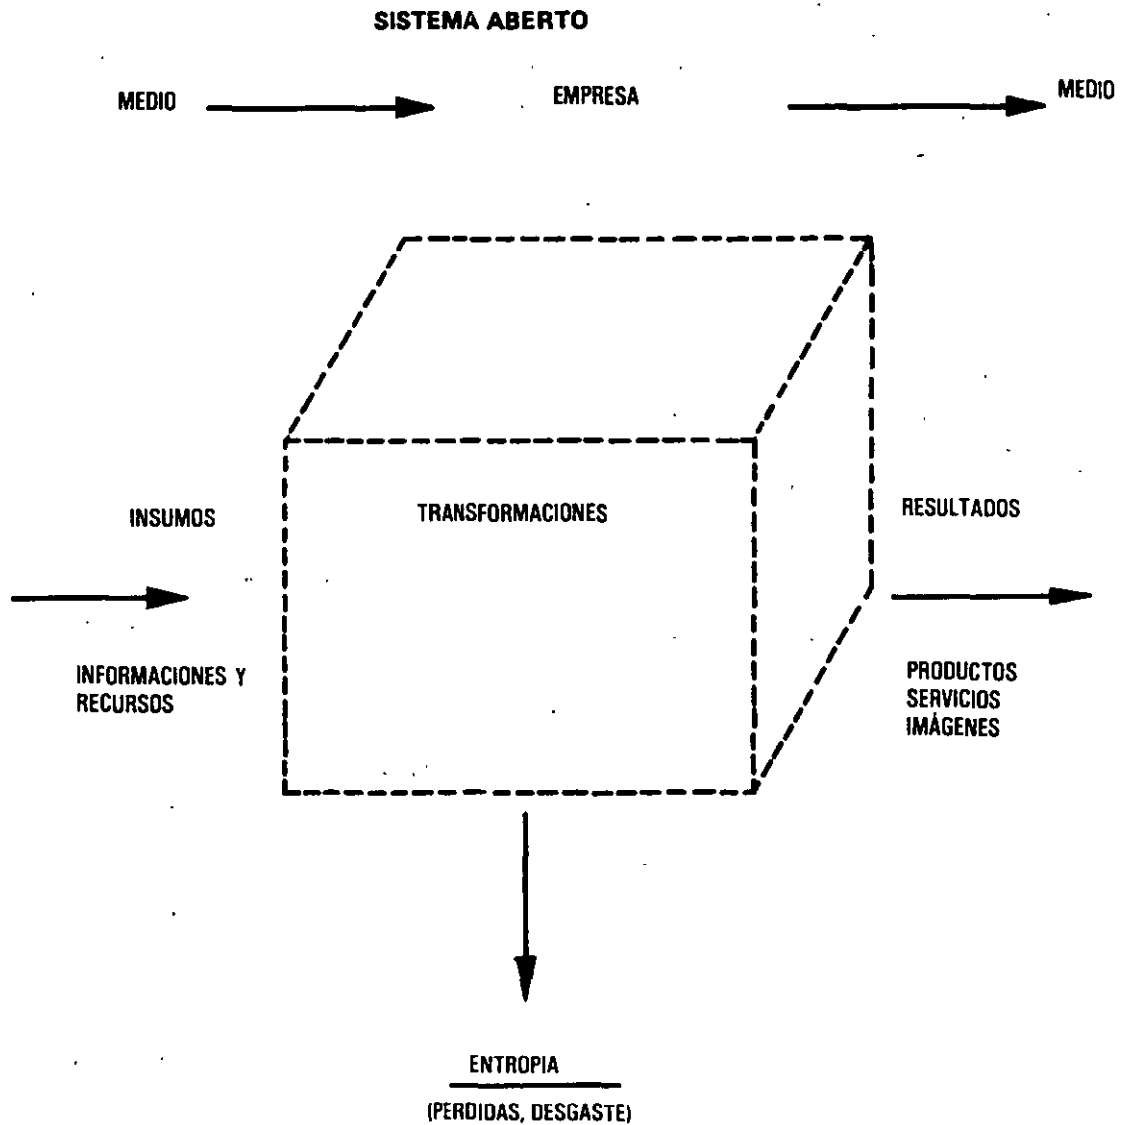 SISTEMA ABERTO
MEDIO
EMPRESA
MEDIO
INSUMOS
TRANSFORMACIONES
RESULTADOS
INFORMACIONES Y
RECURSOS
PRODUCTOS
SERVICIOS
IMÁGENES
ENTROPIA
(PERDIDAS, DESGASTE)